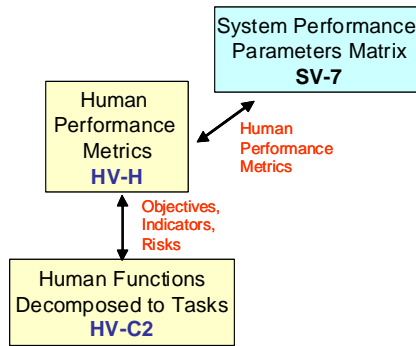 System Performance
Parameters Matrix
SV-7
Human
Performance
Metrics
HV-H
Human
Performance
Metrics
Objectives,
Indicators,
Risks
Human Functions
Decomposed to Tasks
HV-C2